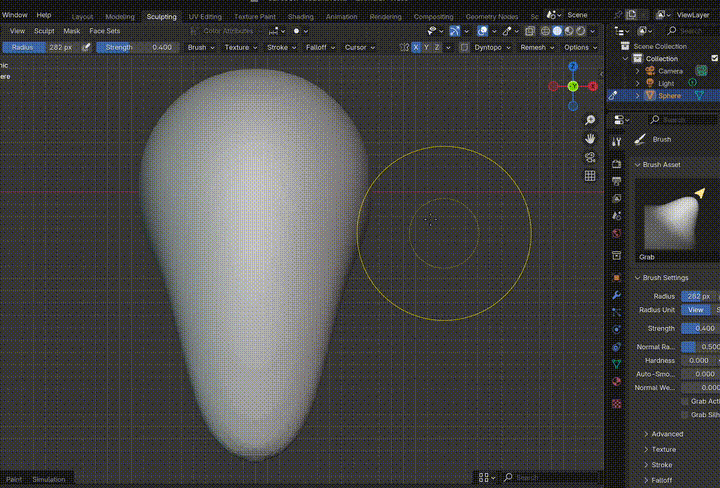 Window Help Layout Modeling Sculpting UV Editing Texture Paint Shading Animation Rendering Compositing Geometry Nodes Sc Scene ViewLayer
View Sculpt Mask Face Sets Color Attributes
Radius 282 px Strength 0.400 Brush Texture Stroke Falloff Cursor X Y Z Dyntopo Remesh Options
Scene Collection
Collection
Camera
Light
Sphere
Z
-Y
X
Search
Brush
Brush Asset
Grab
Brush Settings
Radius 282 px
Radius Unit View S
Strength 0.400
Normal Ra... 0.500
Hardness 0.000
Auto-Smo... 0.000
Normal We... 0.000
Grab Acti
Grab Silh
Advanced
Texture
Stroke
Falloff
Paint Simulation Search